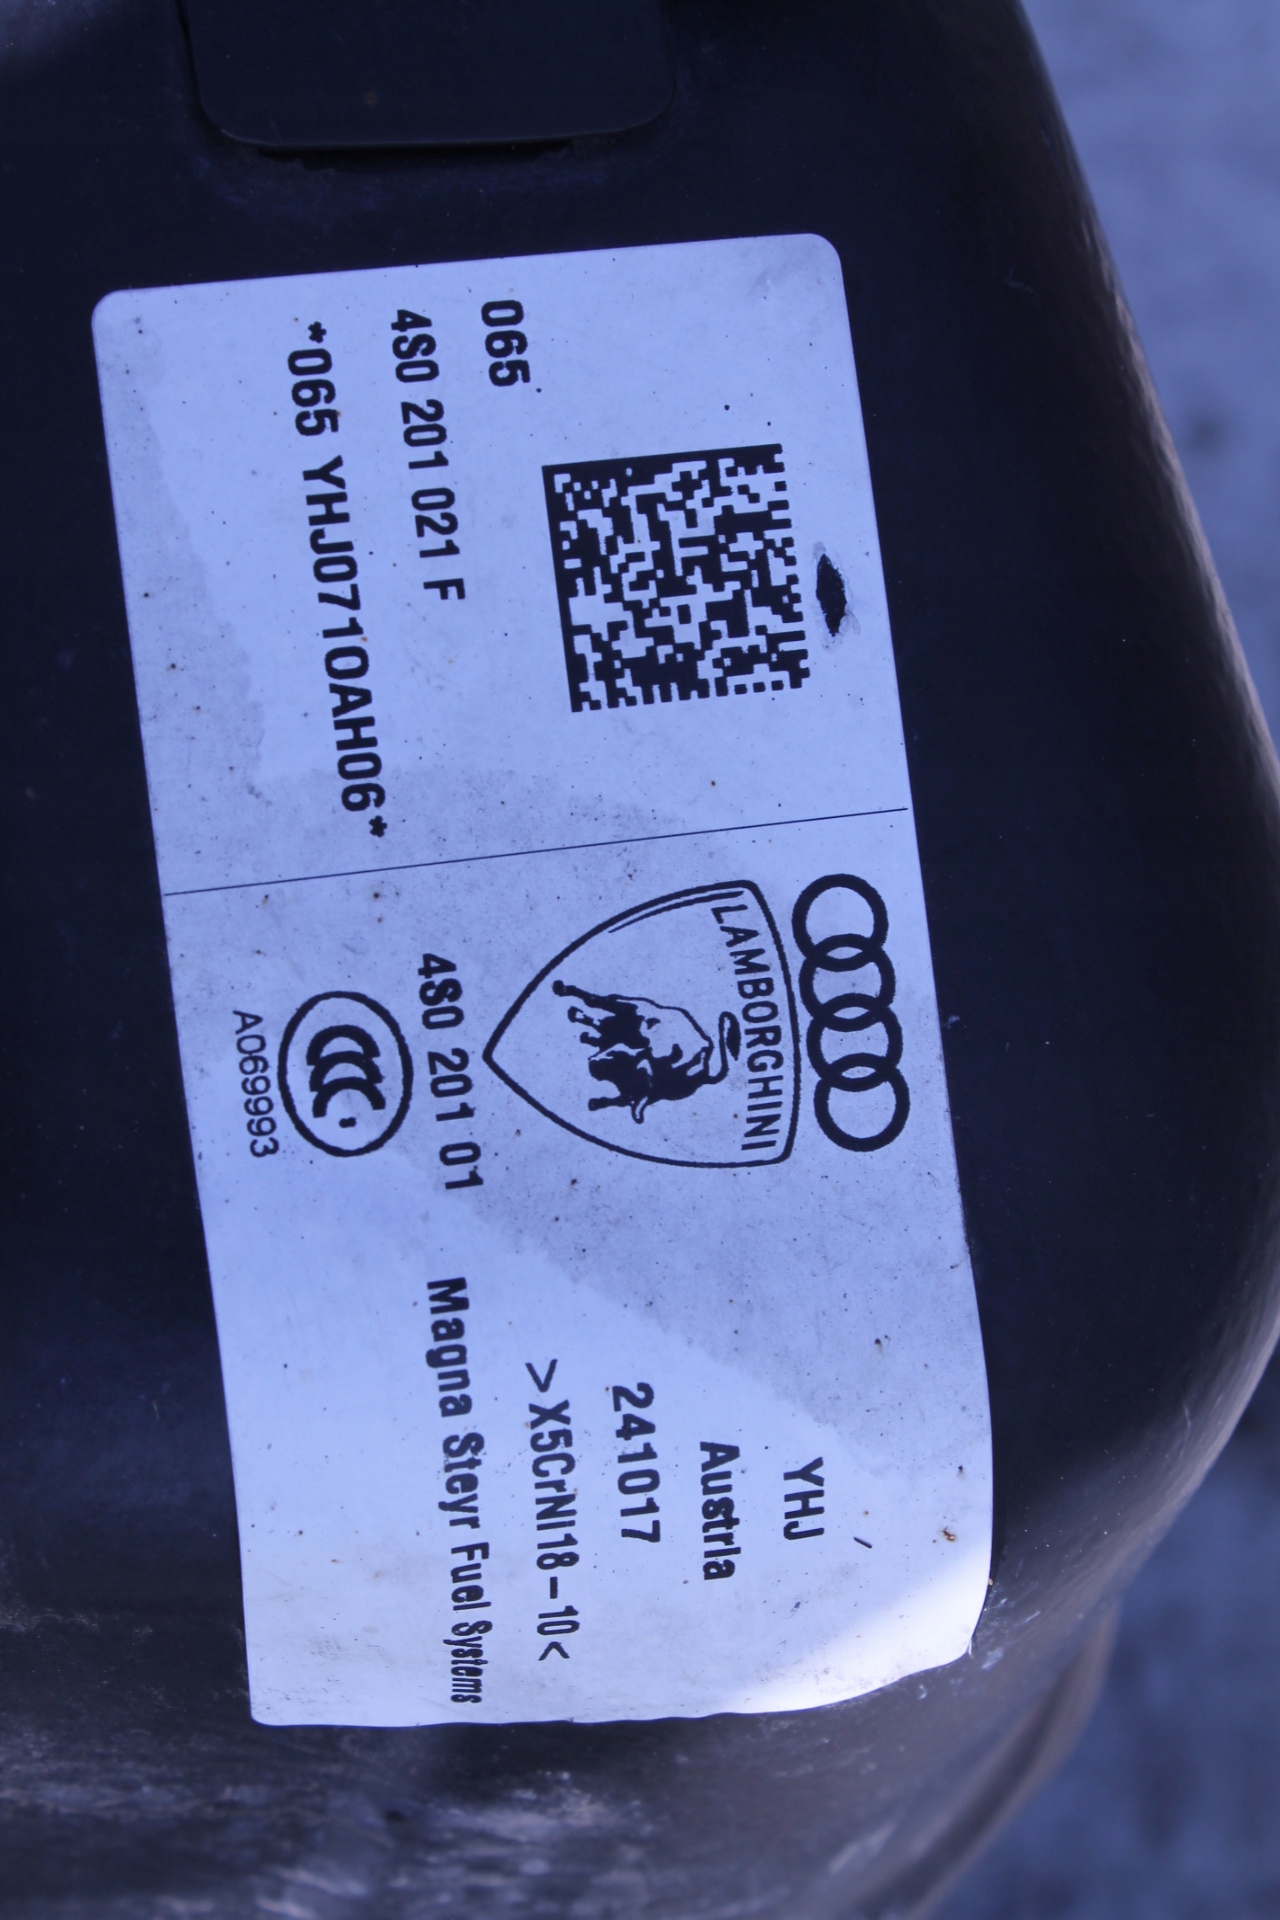 065
4S0 201 021 F
*065 YHJ0710AH06*
LAMBORGHINI
4S0 201 01
A069993
YHJ
Austria
241017
>X5CrNi18-10<
Magna Steyr Fuel Systems